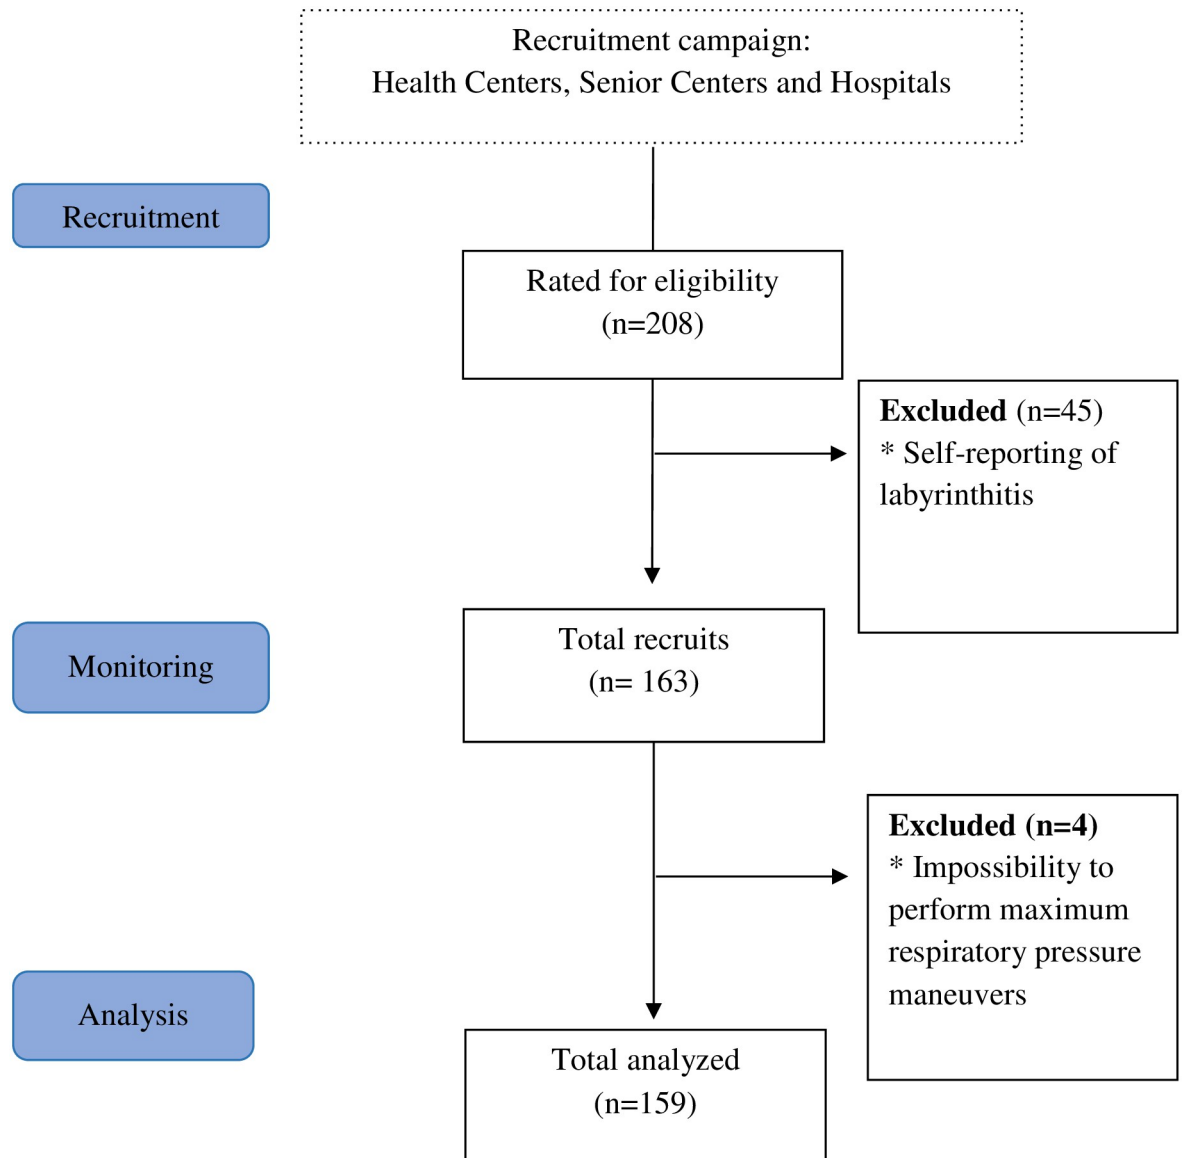 Recruitment campaign:
Health Centers, Senior Centers and Hospitals
Recruitment
Rated for eligibility
(n=208)
Excluded (n=45)
* Self-reporting of
labyrinthitis
Total recruits
(n= 163)
Monitoring
Excluded (n=4)
* Impossibility to
perform maximum
respiratory pressure
maneuvers
Analysis
Total analyzed
(n=159)